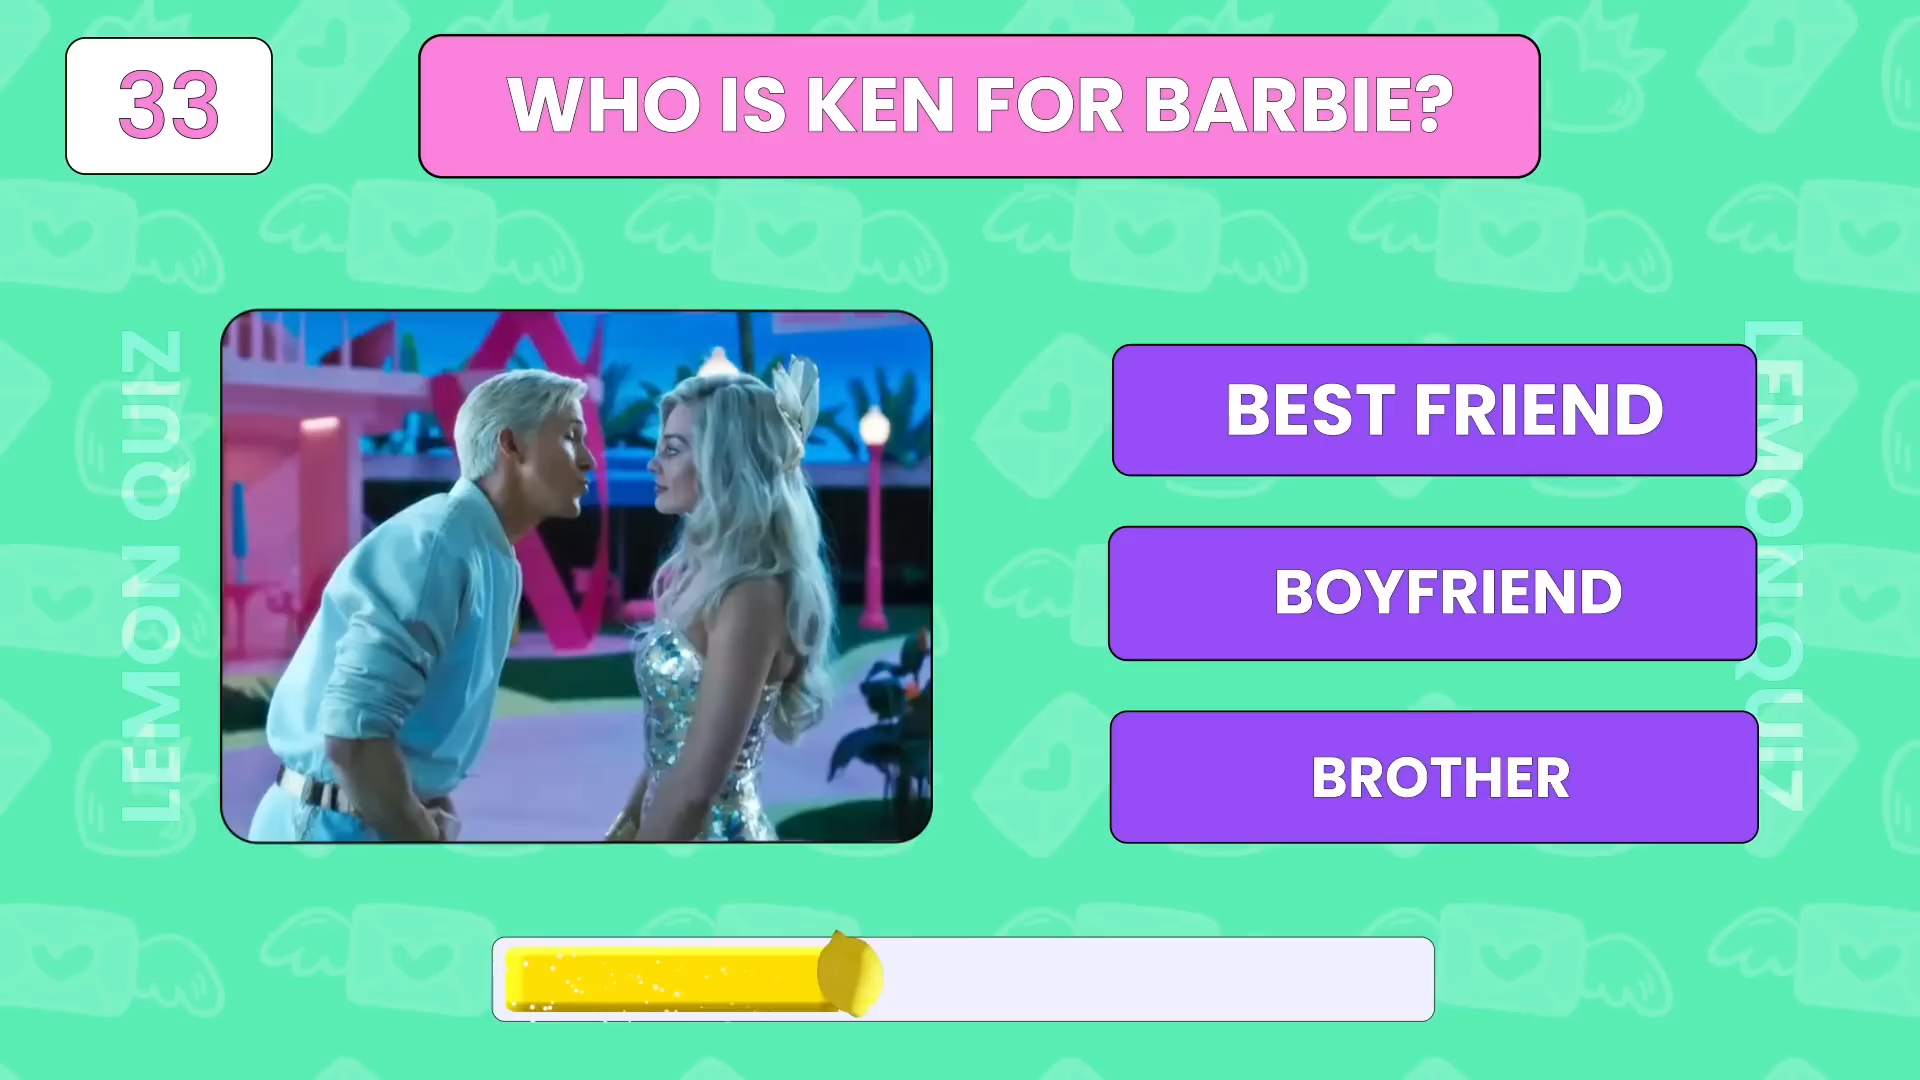 33
WHO IS KEN FOR BARBIE?
LEMON QUIZ
BEST FRIEND
BOYFRIEND
BROTHER
LEMON QUIZ